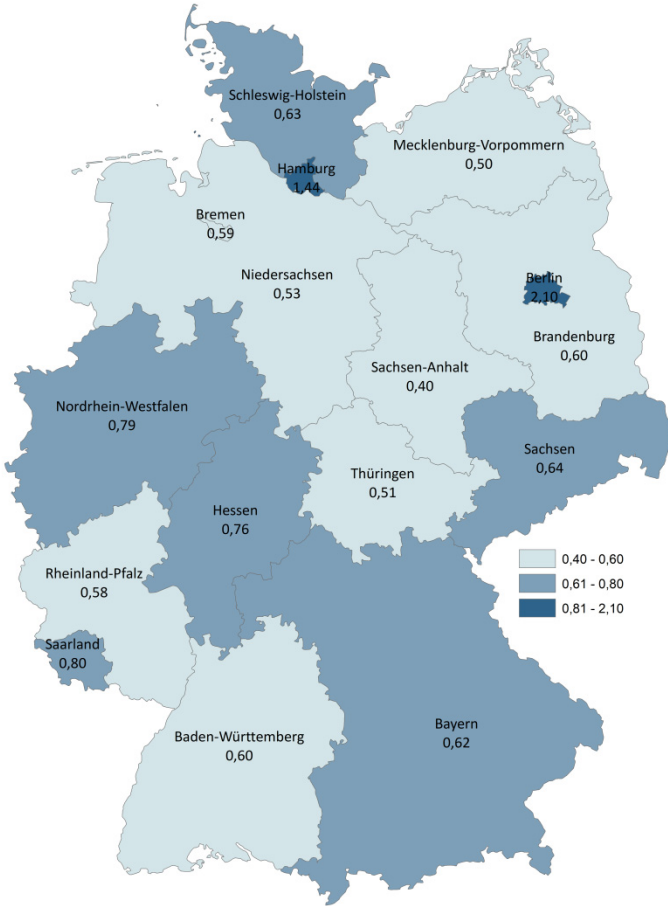 Schleswig-Holstein
0,63
Mecklenburg-Vorpommern
0,50
Hamburg
1,44
Bremen
0,59
Niedersachsen
0,53
Berlin
2,10
Brandenburg
0,60
Sachsen-Anhalt
0,40
Nordrhein-Westfalen
0,79
Sachsen
0,64
Thüringen
0,51
Hessen
0,76
Rheinland-Pfalz
0,58
Saarland
0,80
Baden-Württemberg
0,60
Bayern
0,62
0,40 - 0,60
0,61 - 0,80
0,81 - 2,10